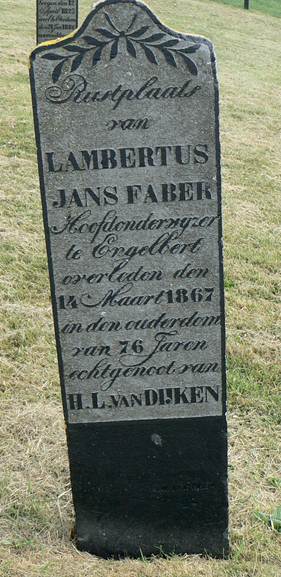 Rustplaats
van
LAMBERTUS
JANS FABER
Hoofdonderwyzer
te Engelbert
overleden den
14 Maart 1867
in den ouderdom
van 76 Jaren
echtgenoot van
H.L. VAN DIJKEN